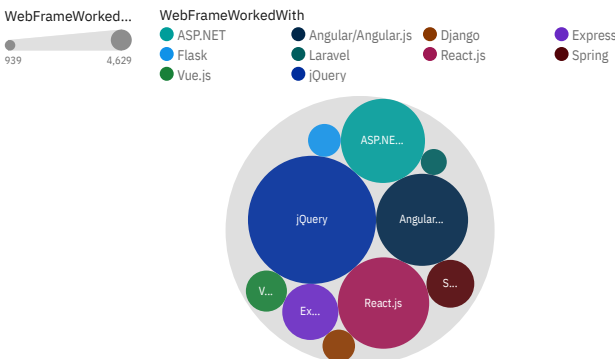 WebFrameWorked...
939
4,629
WebFrameWorkedWith
ASP.NET
Angular/Angular.js
Django
Express
Flask
Laravel
React.js
Spring
Vue.js
jQuery
ASP.NE...
jQuery
Angular...
V...
Ex...
React.js
S...